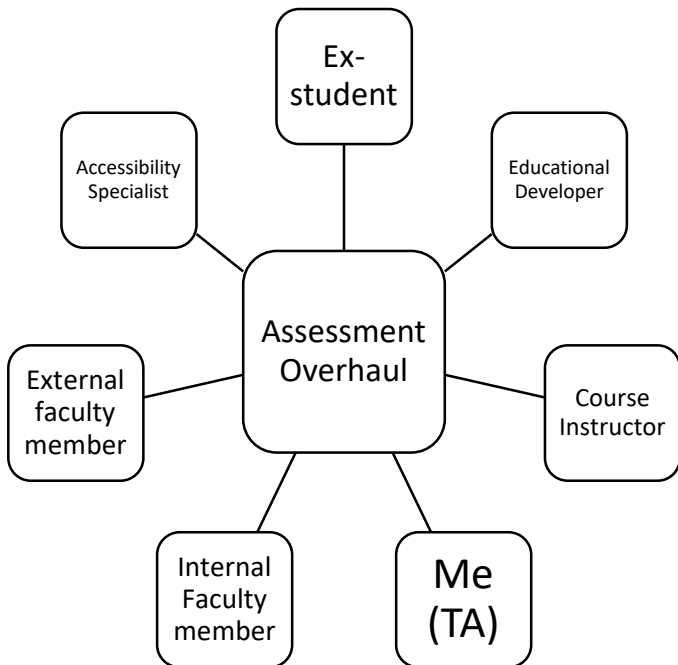 Ex-
student
Accessibility
Specialist
Educational
Developer
Assessment
Overhaul
External
faculty
member
Course
Instructor
Internal
Faculty
member
Me
(TA)